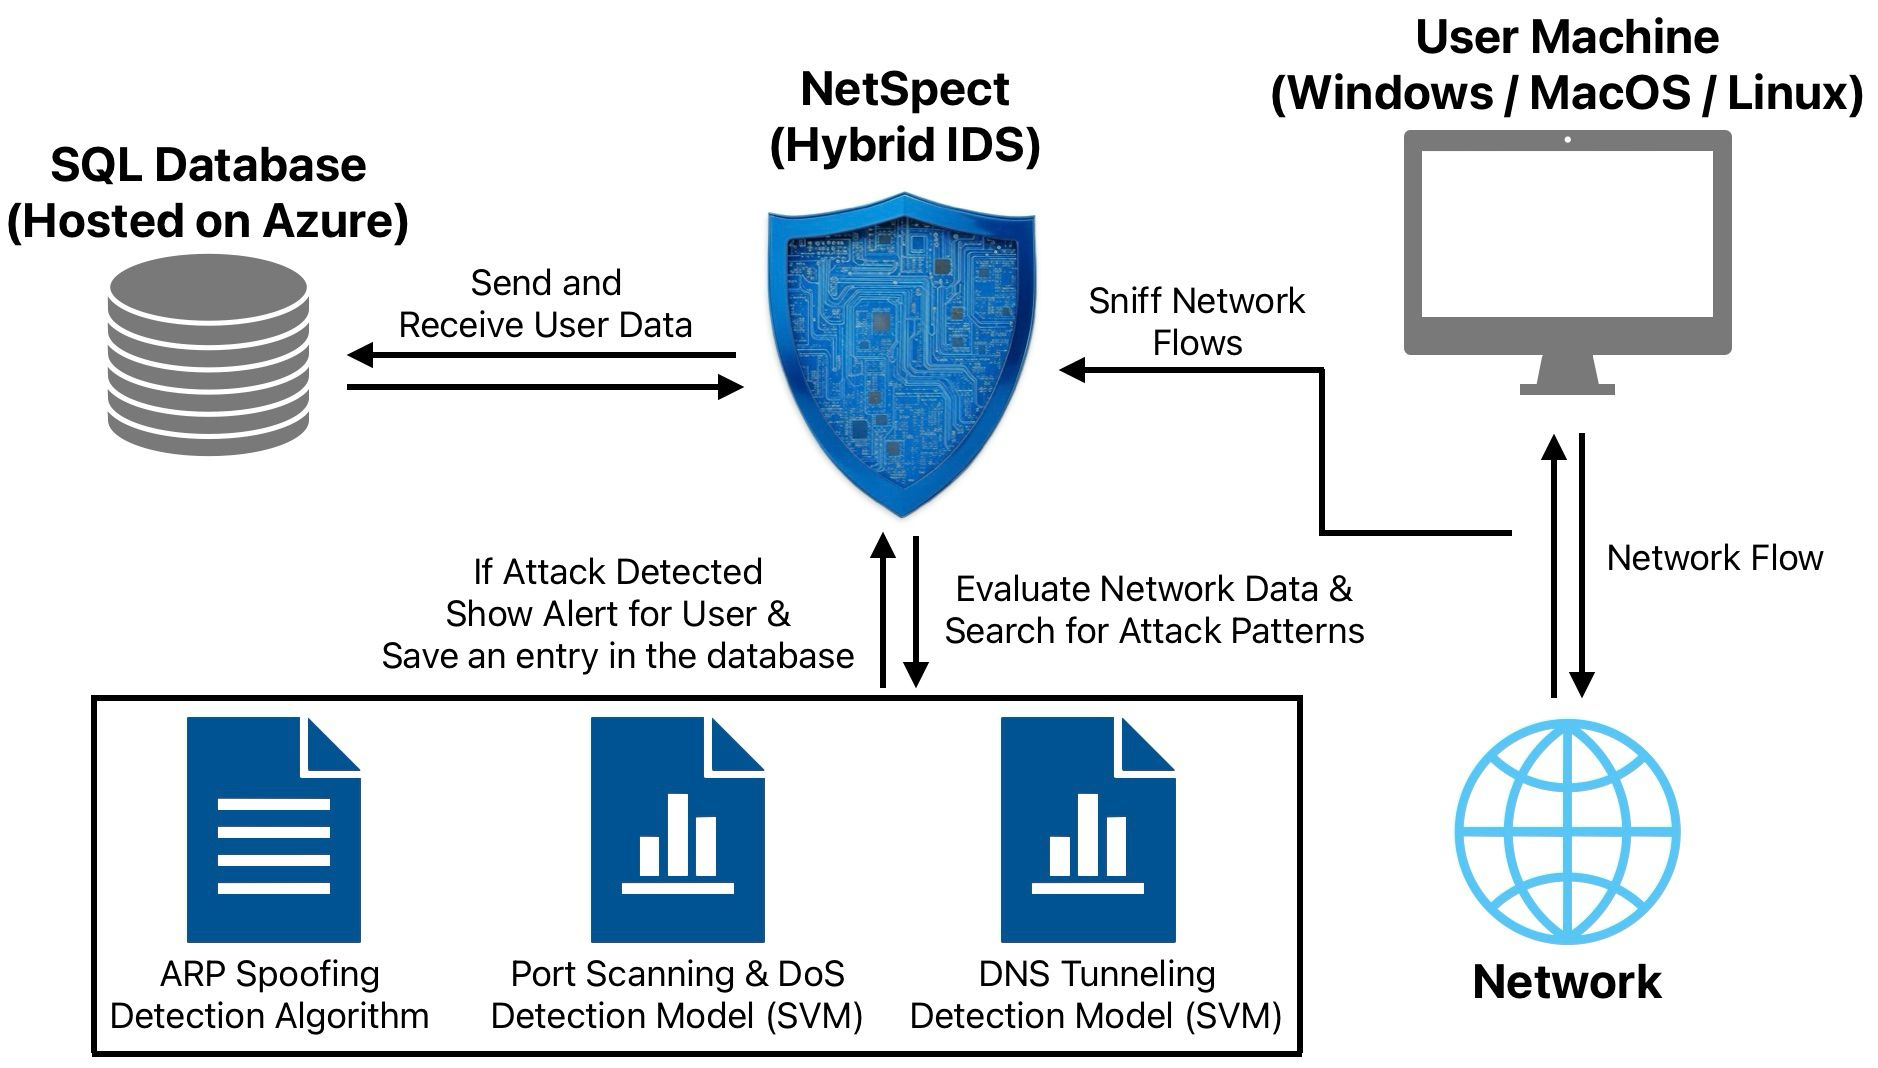 User Machine
(Windows / MacOS / Linux)
NetSpect
(Hybrid IDS)
SQL Database
(Hosted on Azure)
Send and
Receive User Data
Sniff Network
Flows
Network Flow
If Attack Detected
Show Alert for User &
Save an entry in the database
Evaluate Network Data &
Search for Attack Patterns
ARP Spoofing
Detection Algorithm
Port Scanning & DoS
Detection Model (SVM)
DNS Tunneling
Detection Model (SVM)
Network